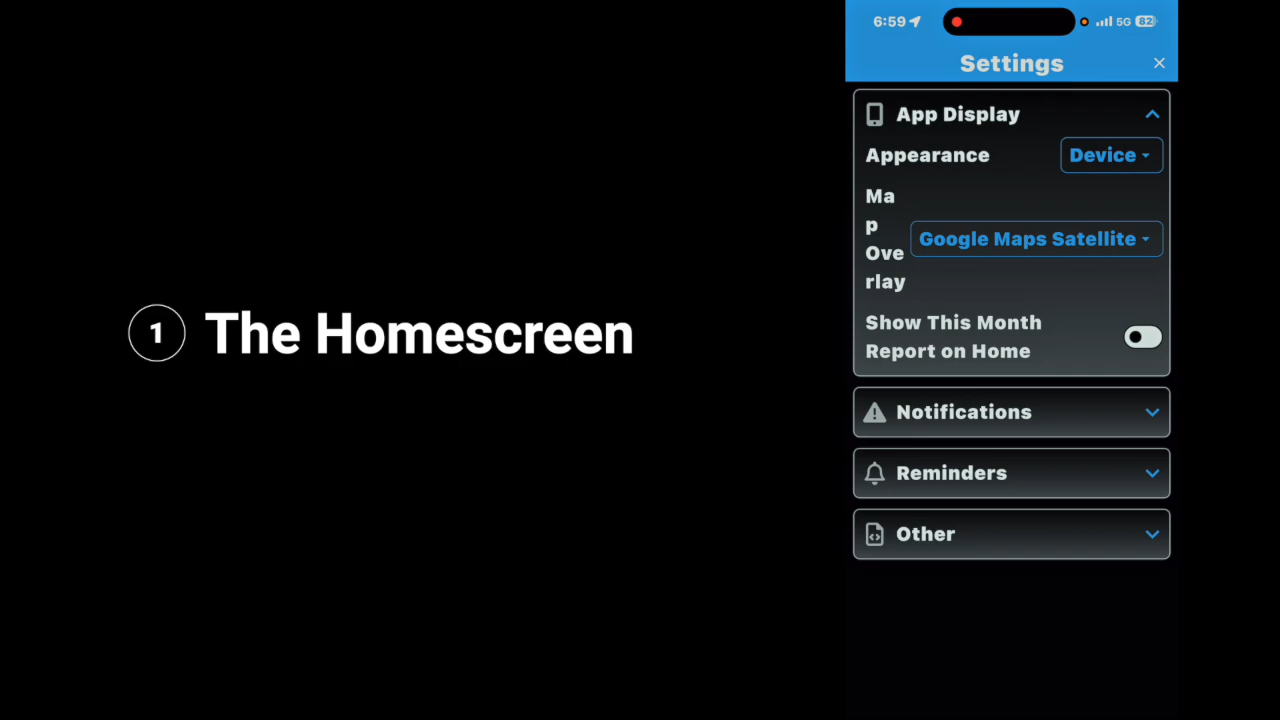 1 The Homescreen
6:59 5G 82
Settings ×
App Display
Appearance Device
Ma
p
Ove
rlay
Google Maps Satellite
Show This Month
Report on Home
Notifications
Reminders
Other